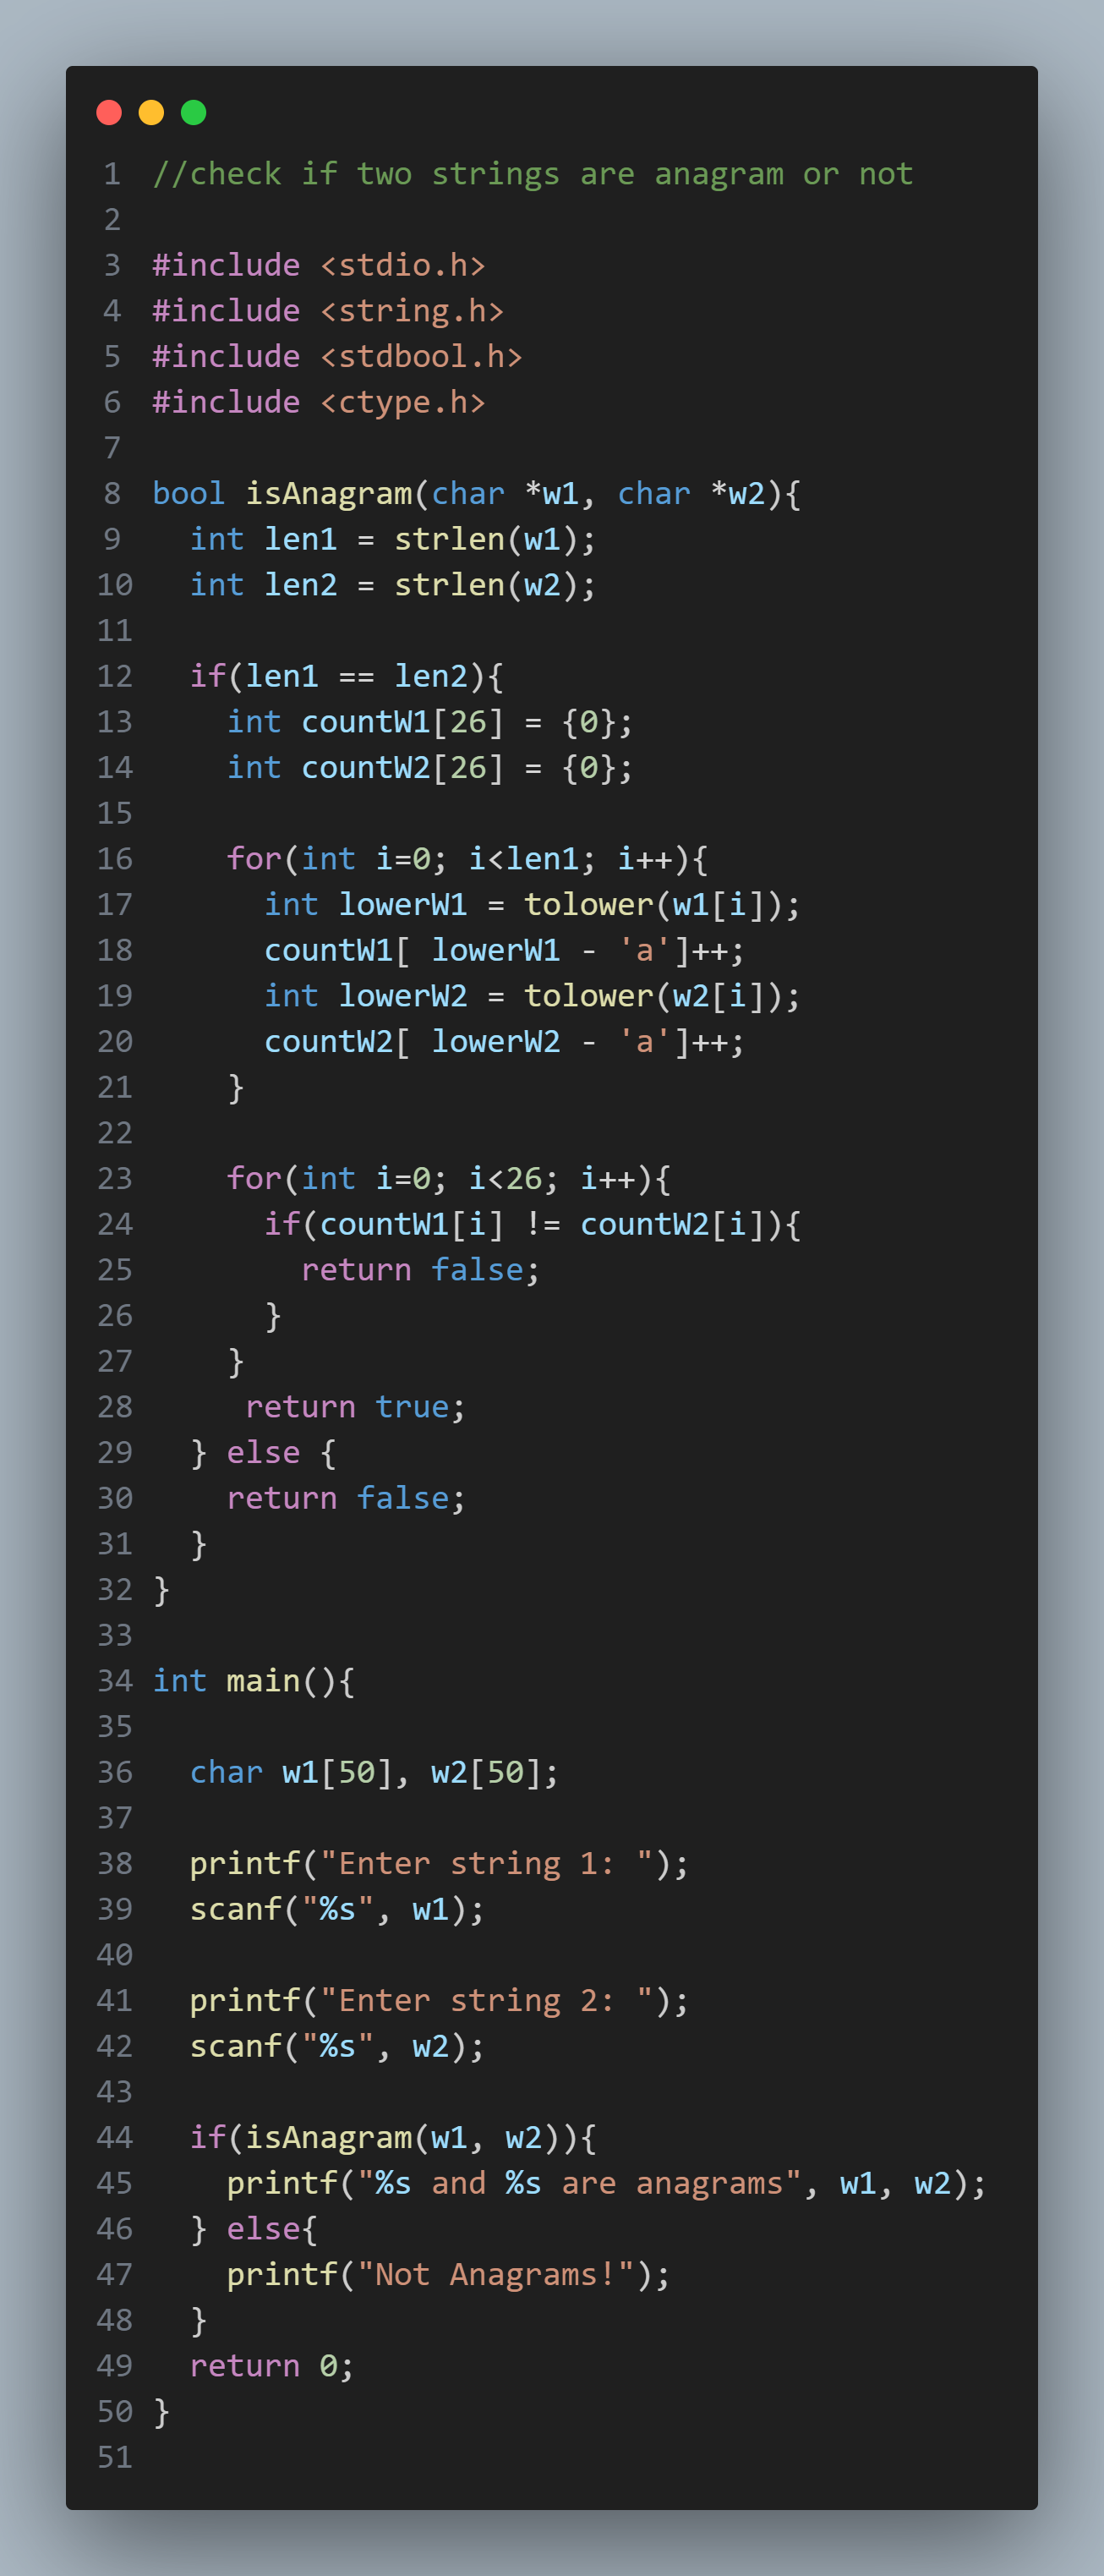 1 //check if two strings are anagram or not
2
3 #include <stdio.h>
4 #include <string.h>
5 #include <stdbool.h>
6 #include <ctype.h>
7
8 bool isAnagram(char *w1, char *w2){
9   int len1 = strlen(w1);
10   int len2 = strlen(w2);
11
12   if(len1 == len2){
13     int countW1[26] = {0};
14     int countW2[26] = {0};
15
16     for(int i=0; i<len1; i++){
17       int lowerW1 = tolower(w1[i]);
18       countW1[ lowerW1 - 'a']++;
19       int lowerW2 = tolower(w2[i]);
20       countW2[ lowerW2 - 'a']++;
21     }
22
23     for(int i=0; i<26; i++){
24       if(countW1[i] != countW2[i]){
25         return false;
26       }
27     }
28      return true;
29   } else {
30     return false;
31   }
32 }
33
34 int main(){
35
36   char w1[50], w2[50];
37
38   printf("Enter string 1: ");
39   scanf("%s", w1);
40
41   printf("Enter string 2: ");
42   scanf("%s", w2);
43
44   if(isAnagram(w1, w2)){
45     printf("%s and %s are anagrams", w1, w2);
46   } else{
47     printf("Not Anagrams!");
48   }
49   return 0;
50 }
51